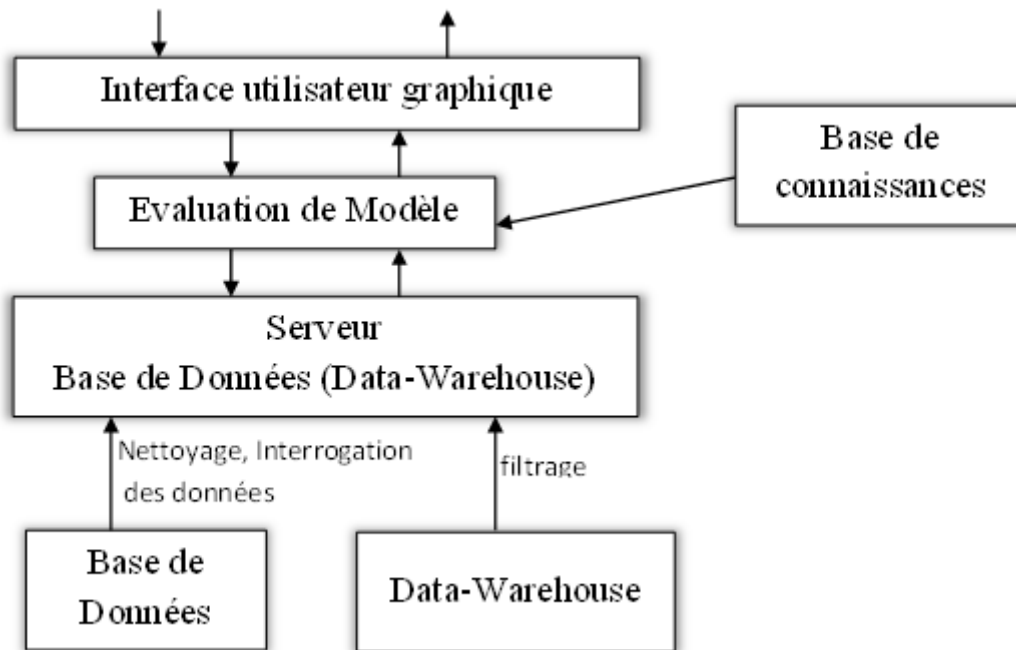 Interface utilisateur graphique
Base de
connaissances
Evaluation de Modèle
Serveur
Base de Données (Data-Warehouse)
Nettoyage, Interrogation
des données
filtrage
Base de
Données
Data-Warehouse